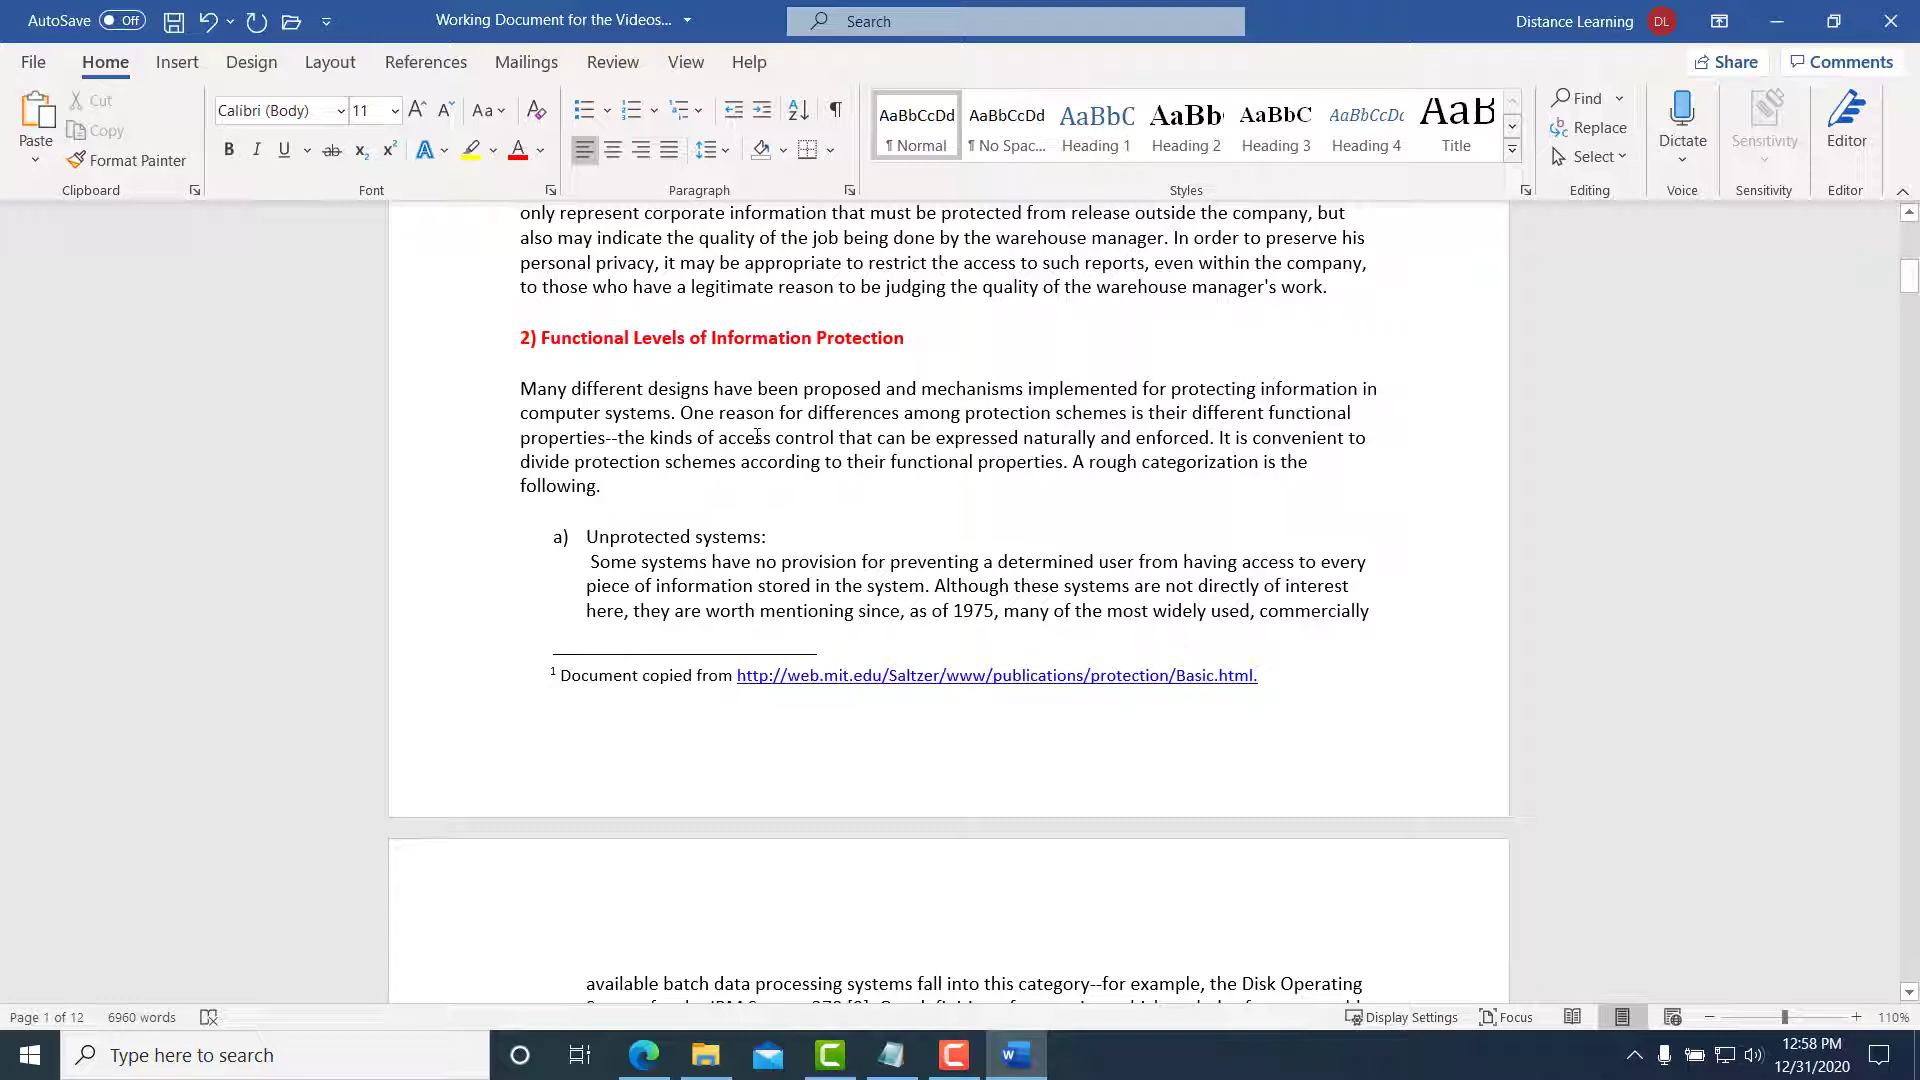 AutoSave Off Working Document for the Videos... Search Distance Learning DL
File Home Insert Design Layout References Mailings Review View Help Share Comments
Paste Cut Copy Format Painter Clipboard
Calibri (Body) 11 Aa B I U ab x2 x2 A A Font
Paragraph
AaBbCcDd AaBbCcDd AaBbC AaBb AaBbC AaBbCcDc AaB
¶ Normal ¶ No Spac... Heading 1 Heading 2 Heading 3 Heading 4 Title
Styles
Find Replace Select Editing
Dictate Voice
Sensitivity Sensitivity
Editor Editor
only represent corporate information that must be protected from release outside the company, but
also may indicate the quality of the job being done by the warehouse manager. In order to preserve his
personal privacy, it may be appropriate to restrict the access to such reports, even within the company,
to those who have a legitimate reason to be judging the quality of the warehouse manager's work.
2) Functional Levels of Information Protection
Many different designs have been proposed and mechanisms implemented for protecting information in
computer systems. One reason for differences among protection schemes is their different functional
properties--the kinds of access control that can be expressed naturally and enforced. It is convenient to
divide protection schemes according to their functional properties. A rough categorization is the
following.
a) Unprotected systems:
Some systems have no provision for preventing a determined user from having access to every
piece of information stored in the system. Although these systems are not directly of interest
here, they are worth mentioning since, as of 1975, many of the most widely used, commercially
1 Document copied from http://web.mit.edu/Saltzer/www/publications/protection/Basic.html.
available batch data processing systems fall into this category--for example, the Disk Operating
Page 1 of 12 6960 words Display Settings Focus 110%
Type here to search 12:58 PM
12/31/2020